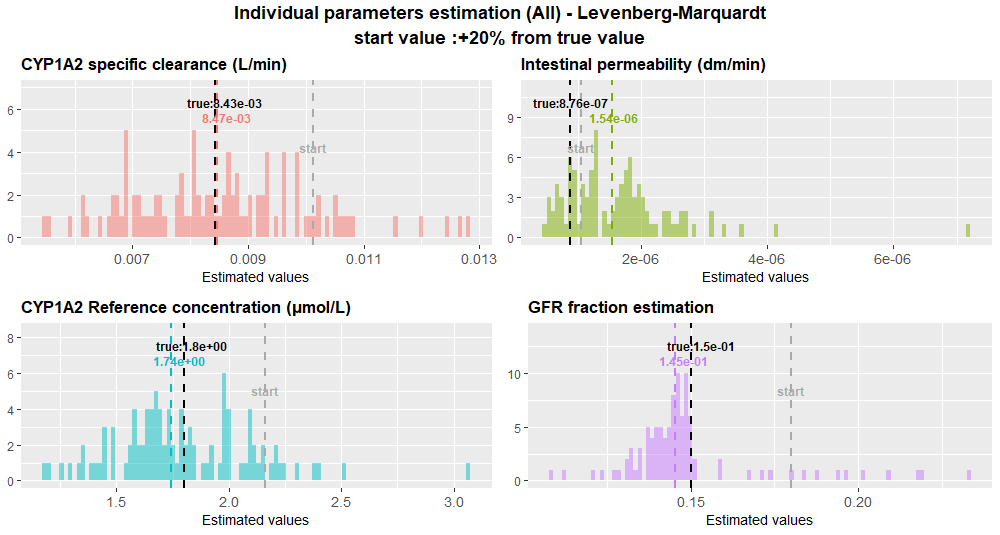 Individual parameters estimation (All) - Levenberg-Marquardt
start value :+20% from true value
CYP1A2 specific clearance (L/min)
true:8.43e-03
8.47e-03
start
6
4
2
0
0.007 0.009 0.011 0.013
Estimated values
Intestinal permeability (dm/min)
true:8.76e-07
1.54e-06
start
9
6
3
0
2e-06 4e-06 6e-06
Estimated values
CYP1A2 Reference concentration (µmol/L)
true:1.8e+00
1.74e+00
start
8
6
4
2
0
1.5 2.0 2.5 3.0
Estimated values
GFR fraction estimation
true:1.5e-01
1.45e-01
start
10
5
0
0.15 0.20
Estimated values